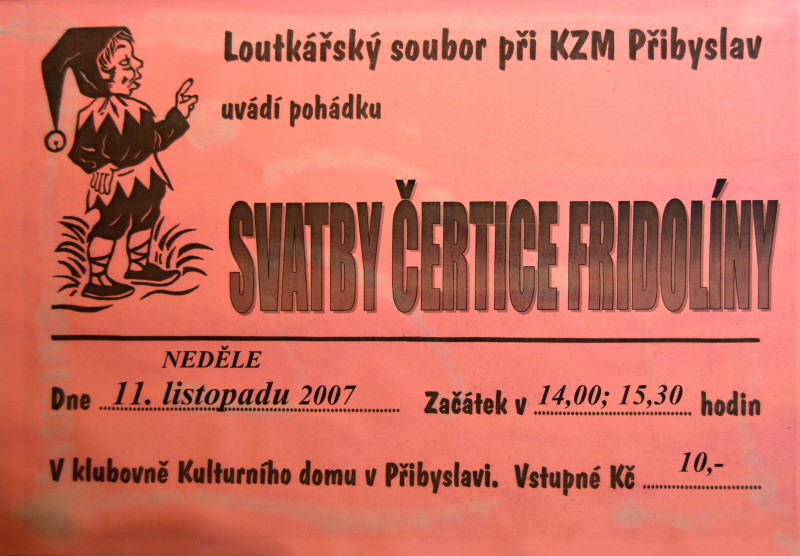 Loutkářský soubor při KZM Přibyslav
uvádí pohádku
SVATBY ČERTICE FRIDOLÍNY
NEDĚLE
Dne 11. listopadu 2007 Začátek v 14,00; 15,30 hodin
V klubovně Kulturního domu v Přibyslavi. Vstupné Kč 10,-